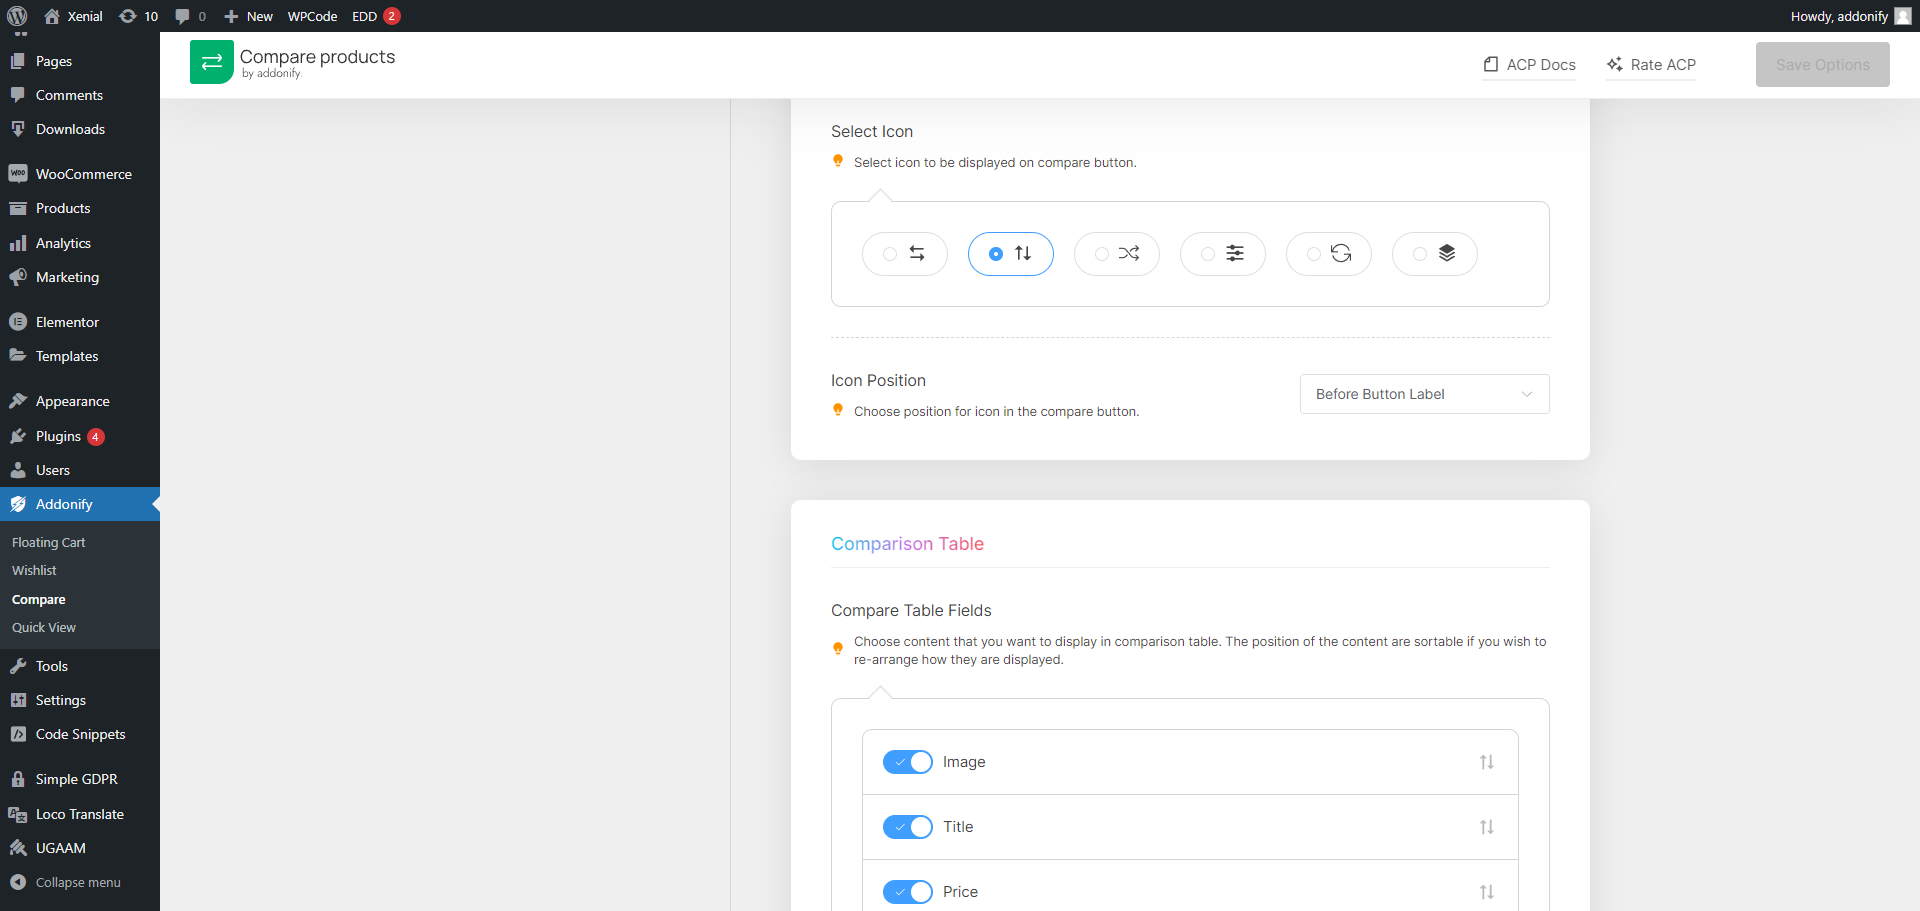 Xenial
10
0
New
WPCode
EDD 2
Howdy, addonify
Pages
Comments
Downloads
WooCommerce
Products
Analytics
Marketing
Elementor
Templates
Appearance
Plugins 4
Users
Addonify
Floating Cart
Wishlist
Compare
Quick View
Tools
Settings
Code Snippets
Simple GDPR
Loco Translate
UGAAM
Collapse menu
Compare products
by addonify.
ACP Docs
Rate ACP
Save Options
Select Icon
Select icon to be displayed on compare button.
Icon Position
Choose position for icon in the compare button.
Before Button Label
Comparison Table
Compare Table Fields
Choose content that you want to display in comparison table. The position of the content are sortable if you wish to
re-arrange how they are displayed.
Image
Title
Price